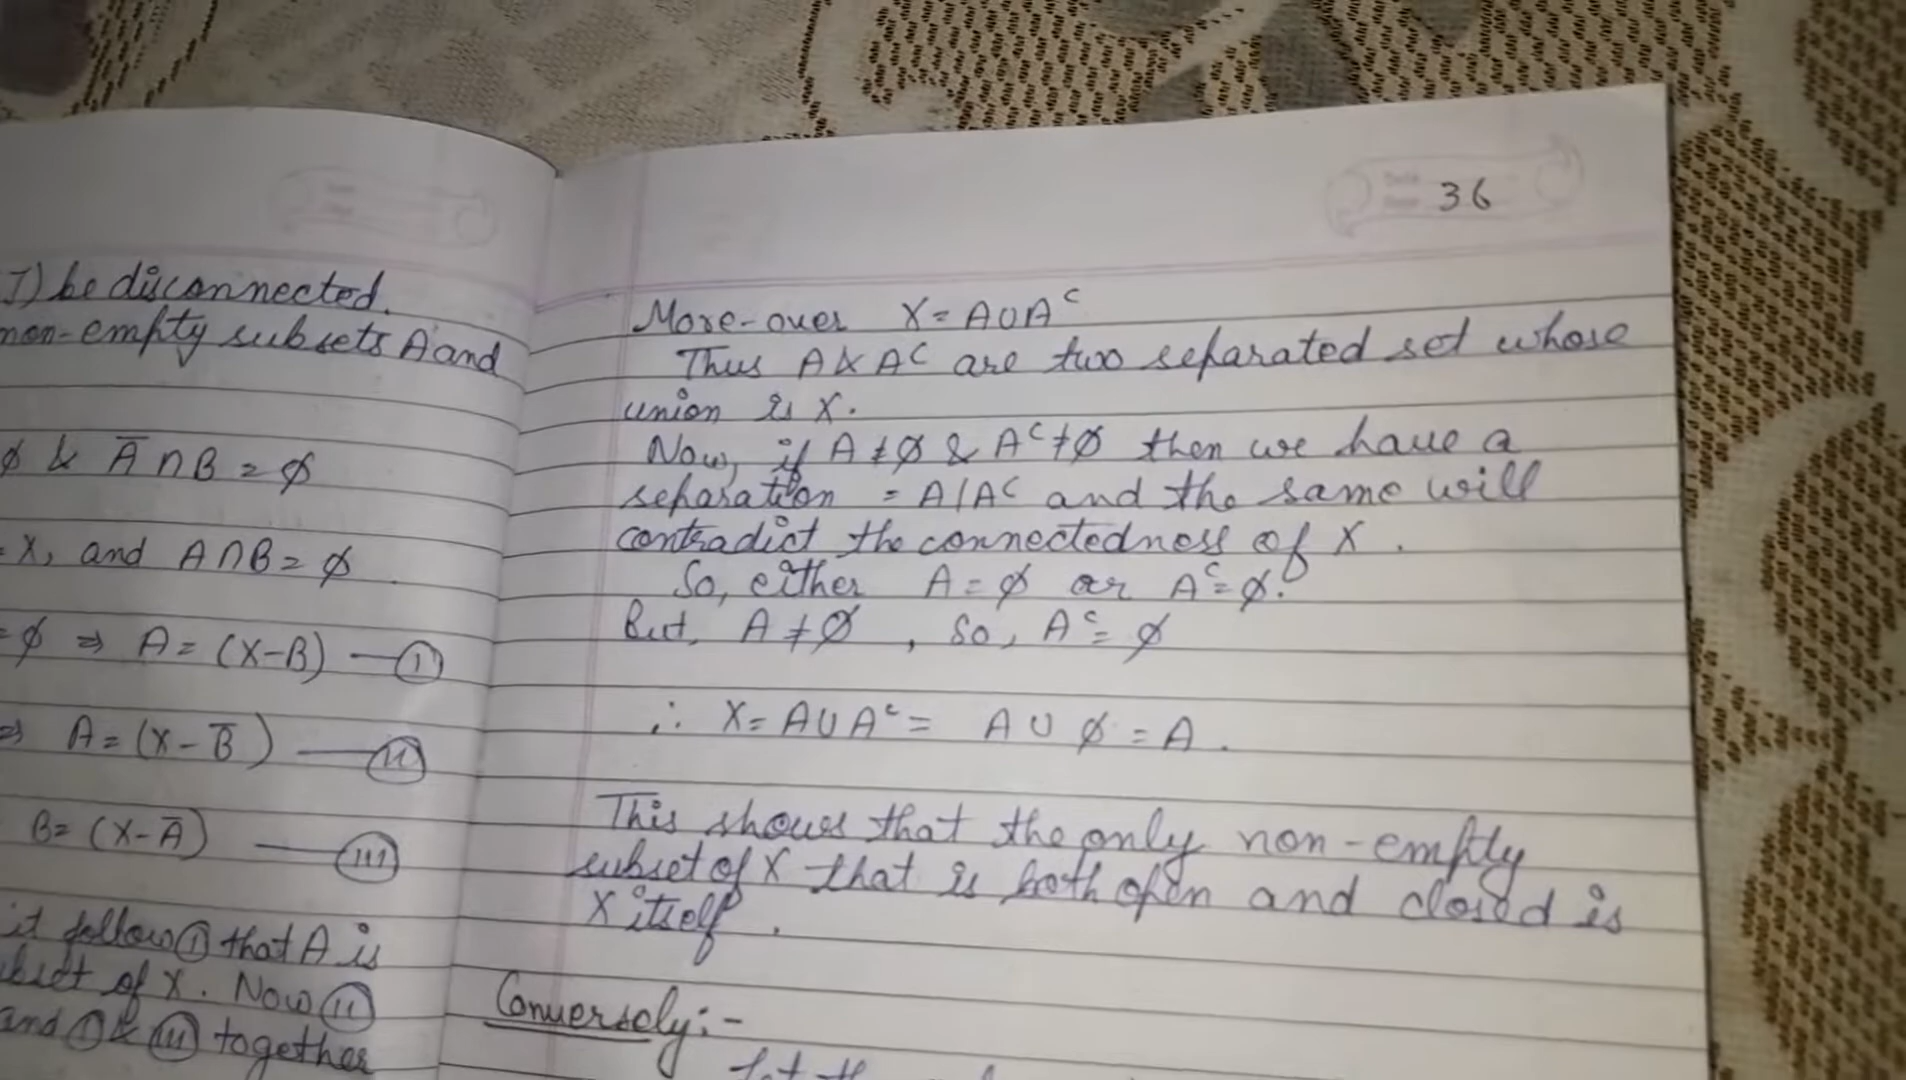 J) be disconnected.
non-empty subsets A and
φ & A̅ ∩ B = φ
= X, and A ∩ B = φ.
= φ ⇒ A = (X-B) — (I)
⇒ A = (X - B̅) — (II)
B = (X - A̅) — (III)
it follow (I) that A is
of X. Now (II)
and (I) & (III) together
36
More-over X = A∪Aᶜ
Thus A & Aᶜ are two separated set whose
union is X.
Now, if A ≠ φ & Aᶜ ≠ φ then we have a
separation = A/Aᶜ and the same will
contradict the connectedness of X.
So, either A = φ or Aᶜ = φ.
But, A ≠ φ, so, Aᶜ = φ
∴ X = A∪Aᶜ = A ∪ φ = A.
This shows that the only non-empty
subset of X that is both open and closed is
X itself.
Conversely:-